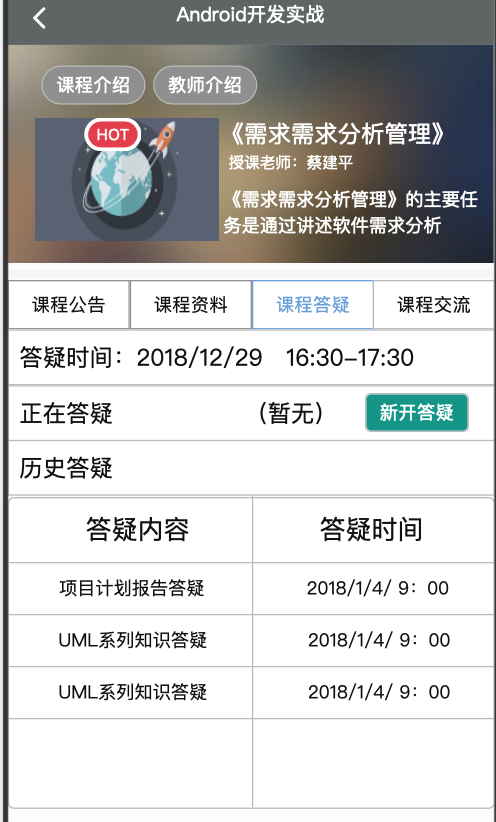 Android开发实战
课程介绍 教师介绍
HOT
《需求需求分析管理》
授课老师：蔡建平
《需求需求分析管理》的主要任
务是通过讲述软件需求分析
课程公告 课程资料 课程答疑 课程交流
答疑时间：2018/12/29 16:30-17:30
正在答疑 （暂无） 新开答疑
历史答疑
答疑内容 答疑时间
项目计划报告答疑 2018/1/4/ 9：00
UML系列知识答疑 2018/1/4/ 9：00
UML系列知识答疑 2018/1/4/ 9：00